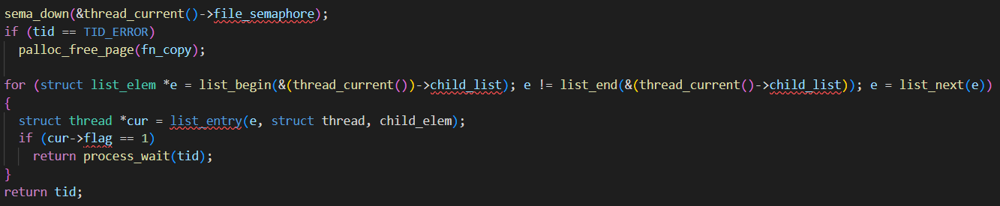 sema_down(&thread_current()->file_semaphore);
if (tid == TID_ERROR)
  palloc_free_page(fn_copy);

for (struct list_elem *e = list_begin(&(thread_current())->child_list); e != list_end(&(thread_current()->child_list)); e = list_next(e))
{
  struct thread *cur = list_entry(e, struct thread, child_elem);
  if (cur->flag == 1)
    return process_wait(tid);
}
return tid;